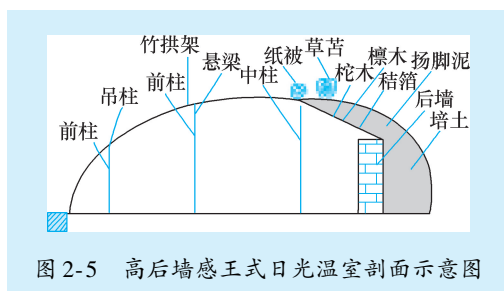 竹拱架
纸被
草苫
悬梁
中柱
前柱
吊柱
前柱
柁木
檩木
扬脚泥
秸箔
后墙
培土
图 2-5 高后墙感王式日光温室剖面示意图